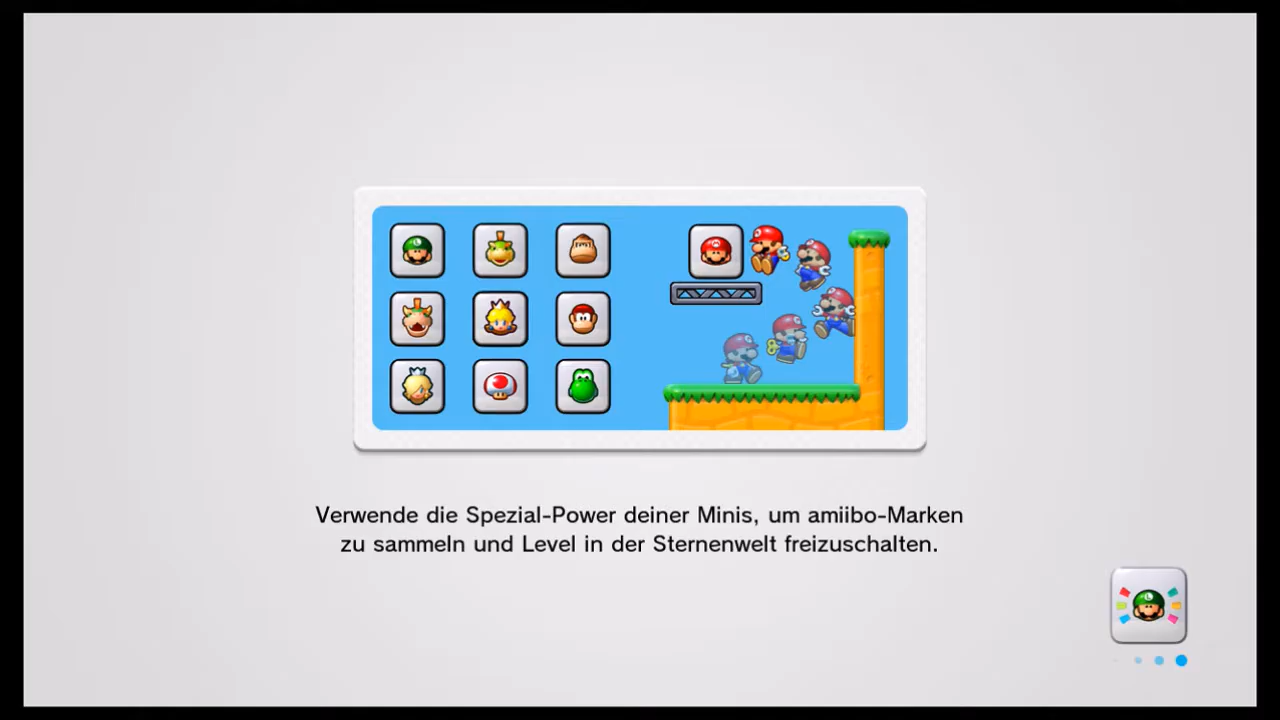 Verwende die Spezial-Power deiner Minis, um amiibo-Marken
zu sammeln und Level in der Sternenwelt freizuschalten.